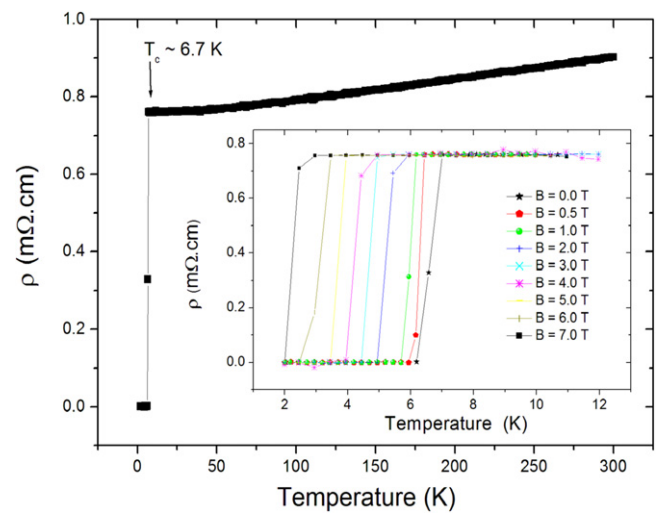 T_c ~ 6.7 K
ρ (mΩ.cm)
1.0
0.8
0.6
0.4
0.2
0.0
0 50 100 150 200 250 300
Temperature (K)
ρ (mΩ.cm)
0.8
0.6
0.4
0.2
0.0
2 4 6 8 10 12
Temperature (K)
B = 0.0 T
B = 0.5 T
B = 1.0 T
B = 2.0 T
B = 3.0 T
B = 4.0 T
B = 5.0 T
B = 6.0 T
B = 7.0 T